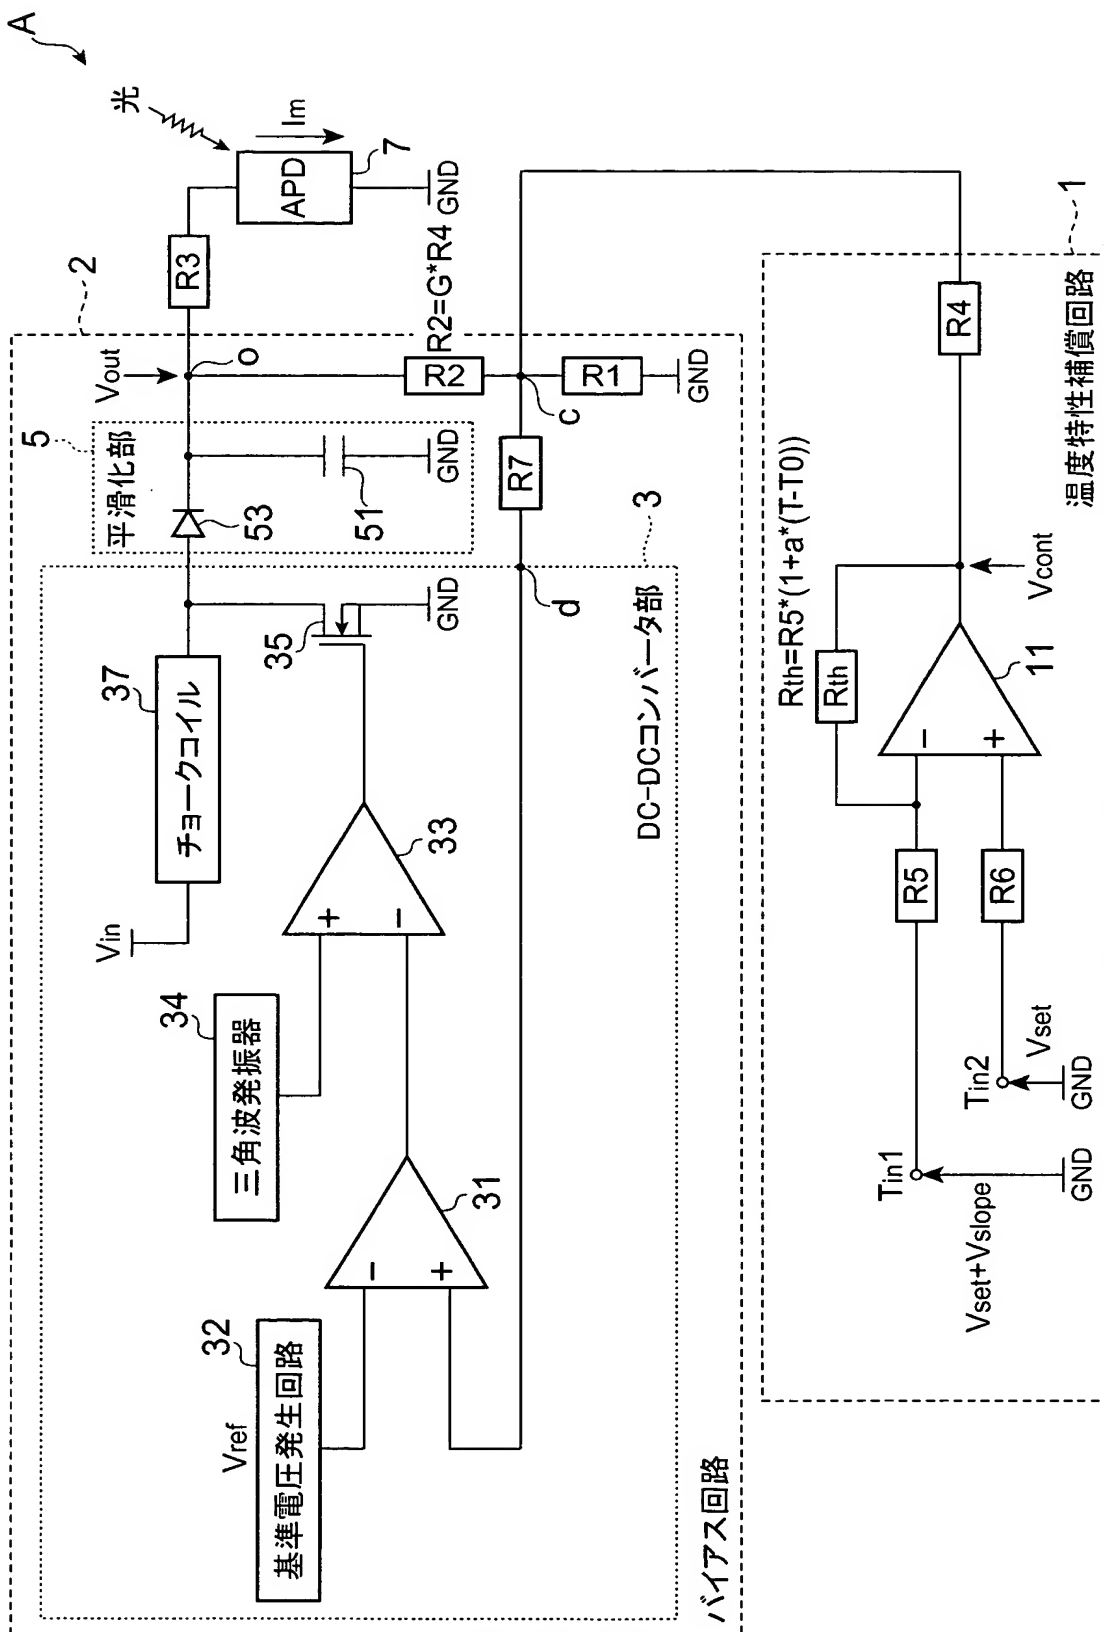 A
光
Im
APD
7
GND
R3
2
Vout
o
R2=G*R4
R2
c
R1
GND
R7
5
平滑化部
53
51
GND
3
d
DC-DCコンバータ部
35
GND
37
チョークコイル
Vin
33
+
−
34
三角波発振器
31
−
+
32
Vref
基準電圧発生回路
バイアス回路
1
温度特性補償回路
R4
Rth=R5*(1+a*(T-T0))
Rth
Vcont
11
−
+
R5
R6
Tin2
Vset
GND
Tin1
Vset+Vslope
GND